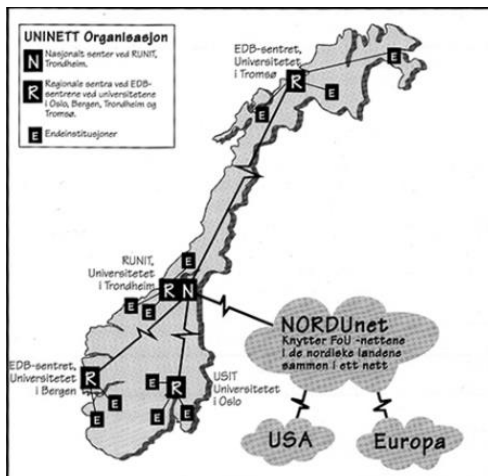 UNINETT Organisasjon
N
Nasjonalt senter ved RUNIT,
Trondheim.
R
Regionale sentra ved EDB-
sentrene ved universitetene
i Oslo, Bergen, Trondheim og
Tromsø.
E
Endeinstitusjoner
EDB-sentret,
Universitetet
i Tromsø
R
E
E
E
RUNIT,
Universitetet
i Trondheim
E
R N
E
E
NORDUnet
Knytter FoU -nettene
i de nordiske landene
sammen i ett nett
EDB-sentret,
Universitetet
i Bergen
R
E
E
E
R
E
E
USIT
Universitetet
i Oslo
USA
Europa